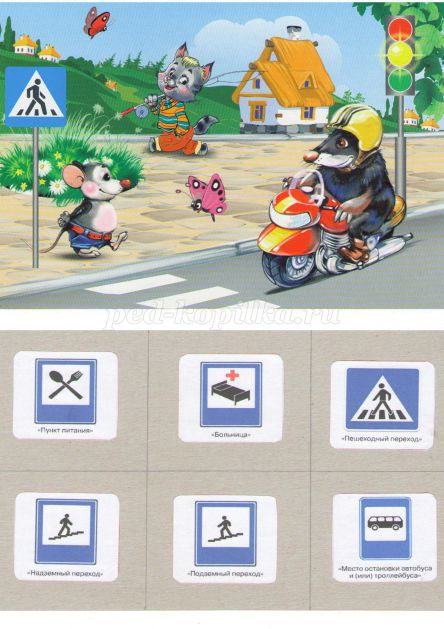 ped-kopilka.ru
«Пункт питания»
«Больница»
«Пешеходный переход»
«Надземный переход»
«Подземный переход»
«Место остановки автобуса
и (или) троллейбуса»